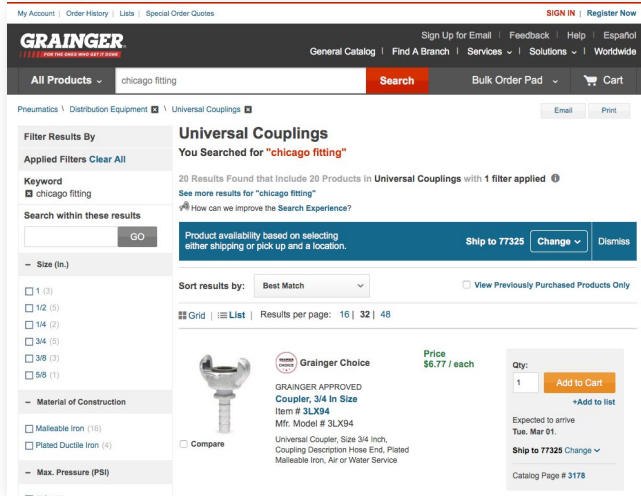 My Account | Order History | Lists | Special Order Quotes
SIGN IN | Register Now
GRAINGER.
FOR THE ONES WHO GET IT DONE
Sign Up for Email | Feedback | Help | Español
General Catalog | Find A Branch | Services | Solutions | Worldwide
All Products
chicago fitting
Search
Bulk Order Pad
Cart
Pneumatics \ Distribution Equipment \ Universal Couplings
Email
Print
Filter Results By
Applied Filters Clear All
Keyword
chicago fitting
Search within these results
GO
– Size (In.)
1 (3)
1/2 (5)
1/4 (2)
3/4 (5)
3/8 (3)
5/8 (1)
– Material of Construction
Malleable Iron (16)
Plated Ductile Iron (4)
– Max. Pressure (PSI)
Universal Couplings
You Searched for "chicago fitting"
20 Results Found that Include 20 Products in Universal Couplings with 1 filter applied
See more results for "chicago fitting"
How can we improve the Search Experience?
Product availability based on selecting
either shipping or pick up and a location.
Ship to 77325
Change
Dismiss
Sort results by:
Best Match
View Previously Purchased Products Only
Grid | List | Results per page: 16 | 32 | 48
Compare
GRAINGER CHOICE
Grainger Choice
GRAINGER APPROVED
Coupler, 3/4 In Size
Item # 3LX94
Mfr. Model # 3LX94
Universal Coupler, Size 3/4 Inch,
Coupling Description Hose End, Plated
Malleable Iron, Air or Water Service
Price
$6.77 / each
Qty:
1
Add to Cart
+Add to list
Expected to arrive
Tue. Mar 01.
Ship to 77325 Change
Catalog Page # 3178